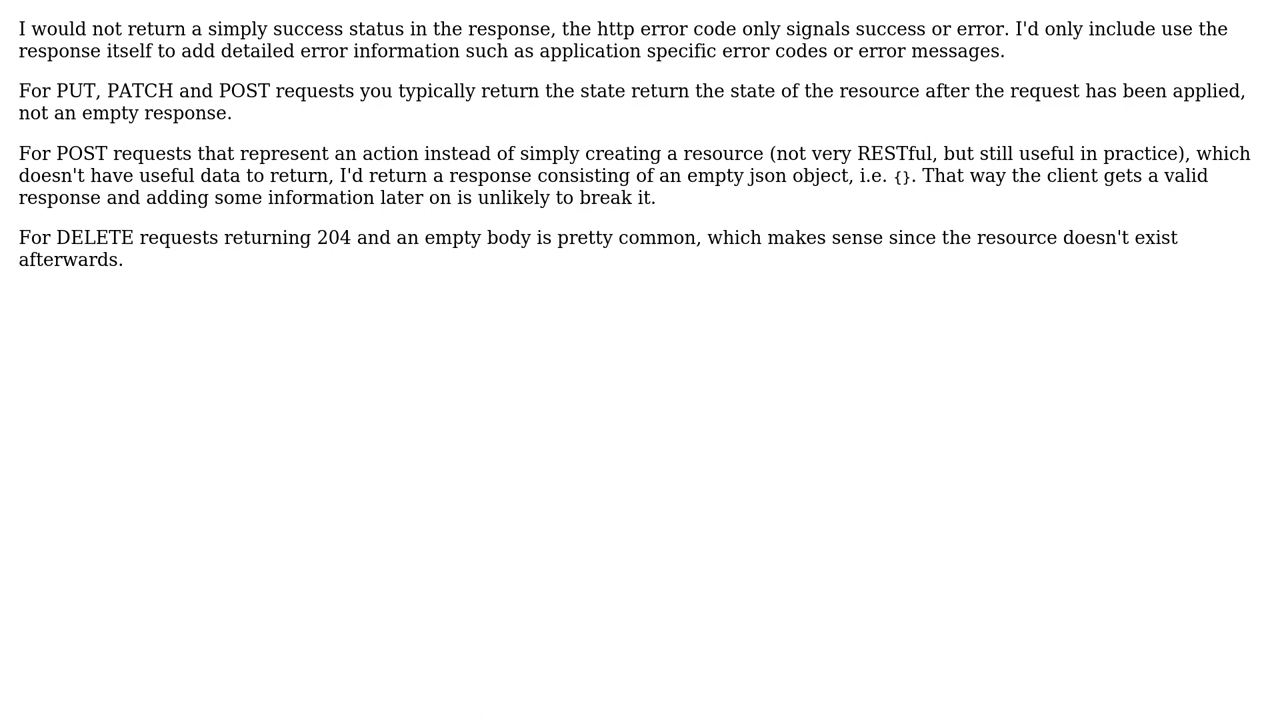 I would not return a simply success status in the response, the http error code only signals success or error. I'd only include use the
response itself to add detailed error information such as application specific error codes or error messages.
For PUT, PATCH and POST requests you typically return the state return the state of the resource after the request has been applied,
not an empty response.
For POST requests that represent an action instead of simply creating a resource (not very RESTful, but still useful in practice), which
doesn't have useful data to return, I'd return a response consisting of an empty json object, i.e. {}. That way the client gets a valid
response and adding some information later on is unlikely to break it.
For DELETE requests returning 204 and an empty body is pretty common, which makes sense since the resource doesn't exist
afterwards.